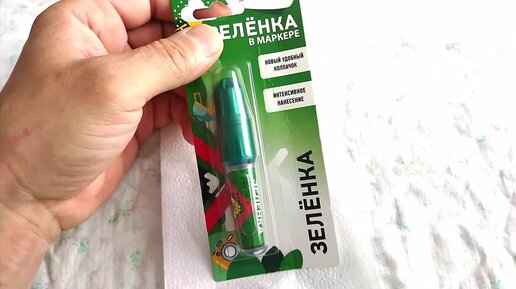 ЗЕЛЁНКА
В МАРКЕРЕ
НОВЫЙ УДОБНЫЙ
КОЛПАЧОК
ИНТЕНСИВНОЕ
НАНЕСЕНИЕ
ЗЕЛЁНКА